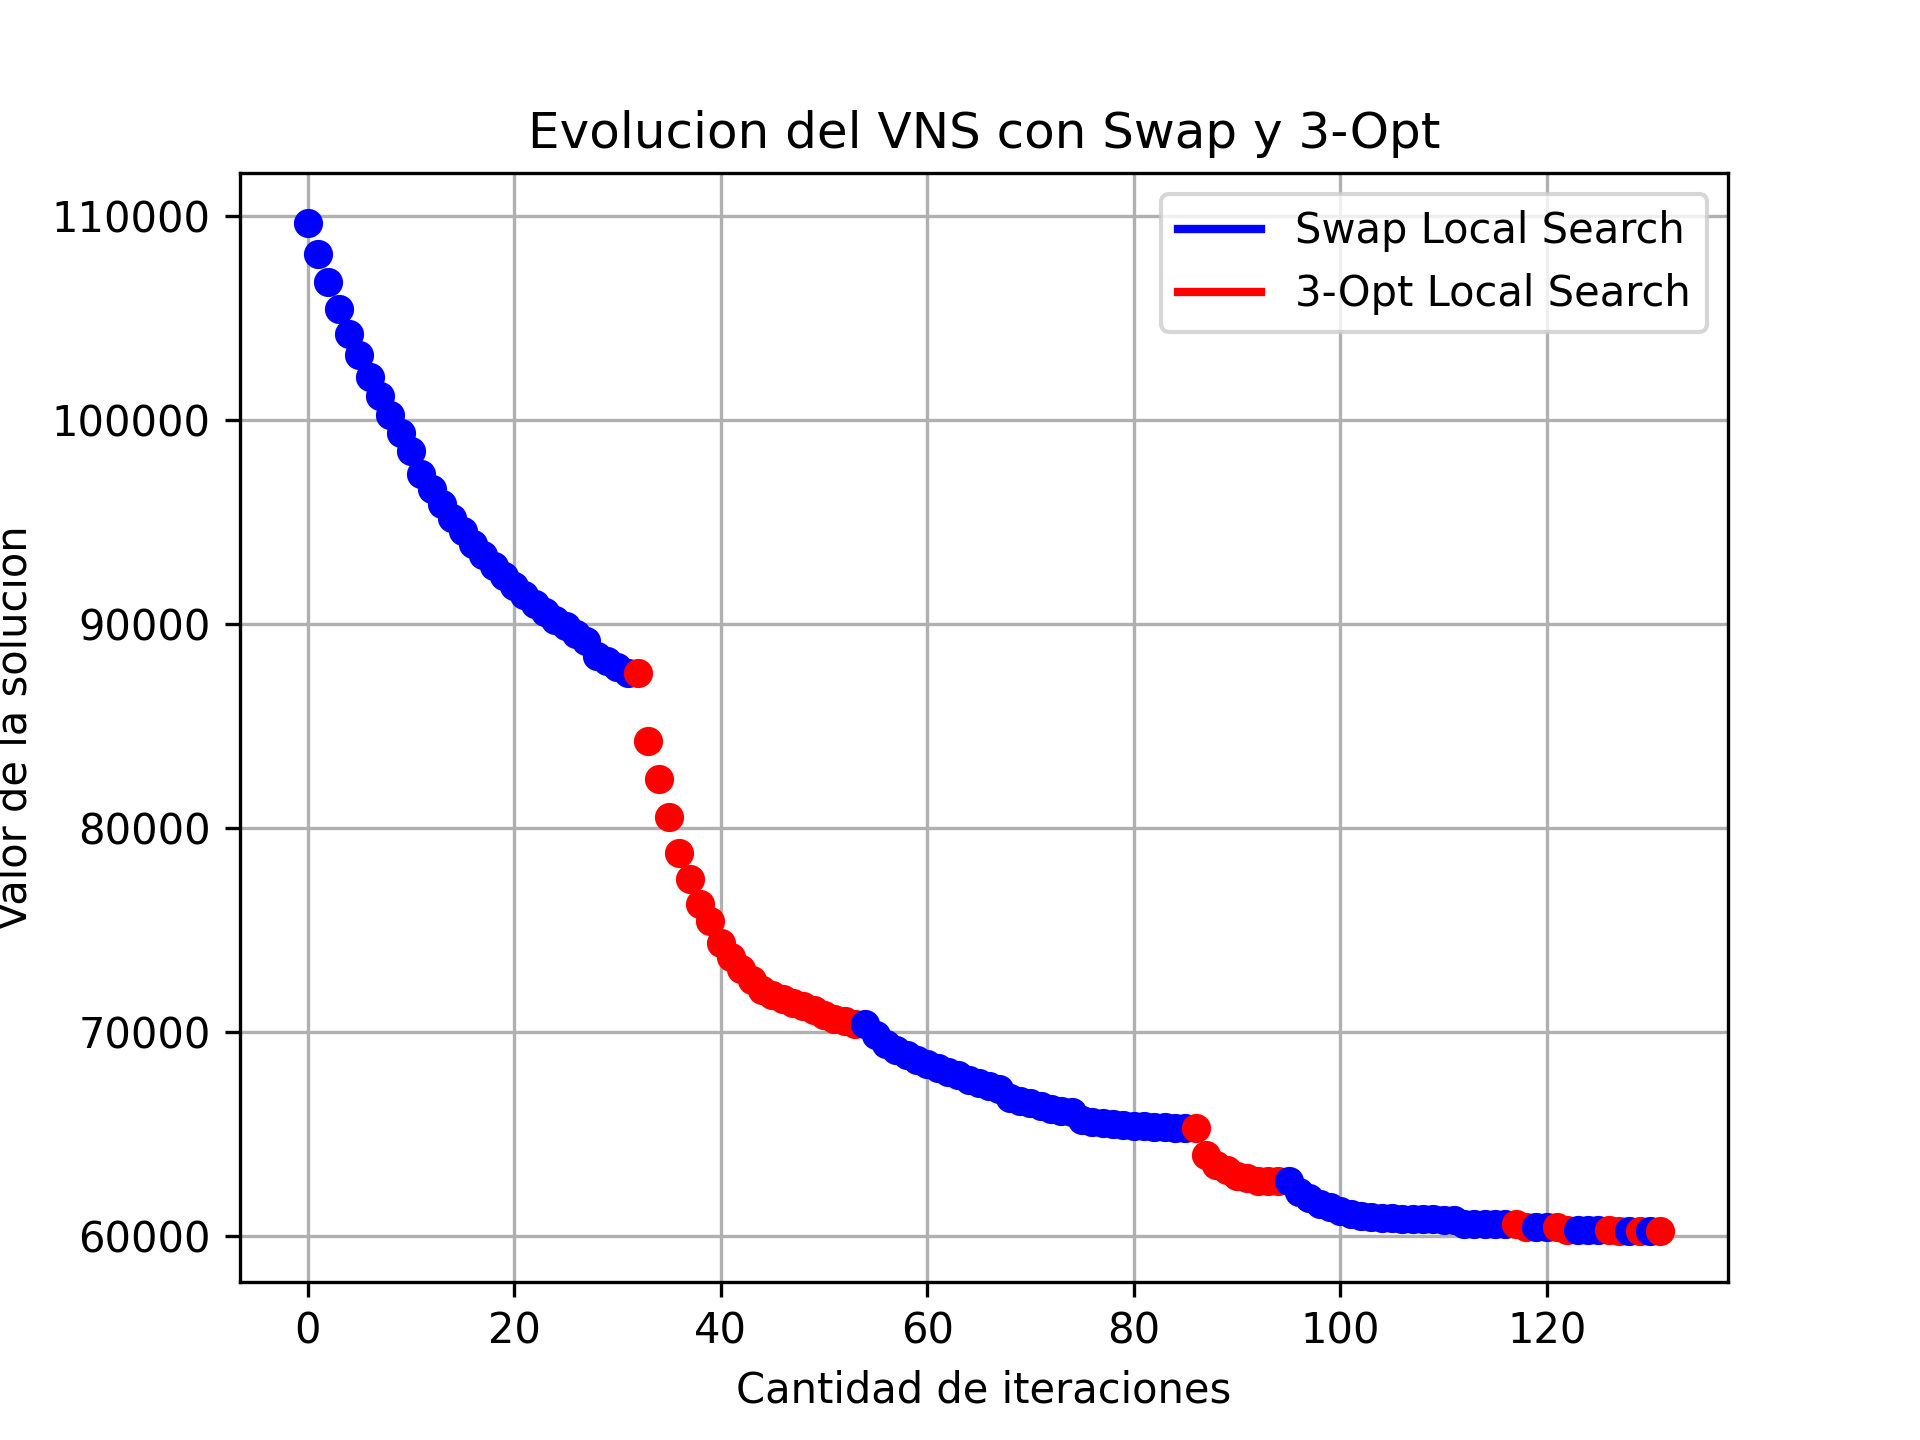 Evolucion del VNS con Swap y 3-Opt
Swap Local Search
3-Opt Local Search
110000
100000
90000
80000
70000
60000
Valor de la solucion
0 20 40 60 80 100 120
Cantidad de iteraciones